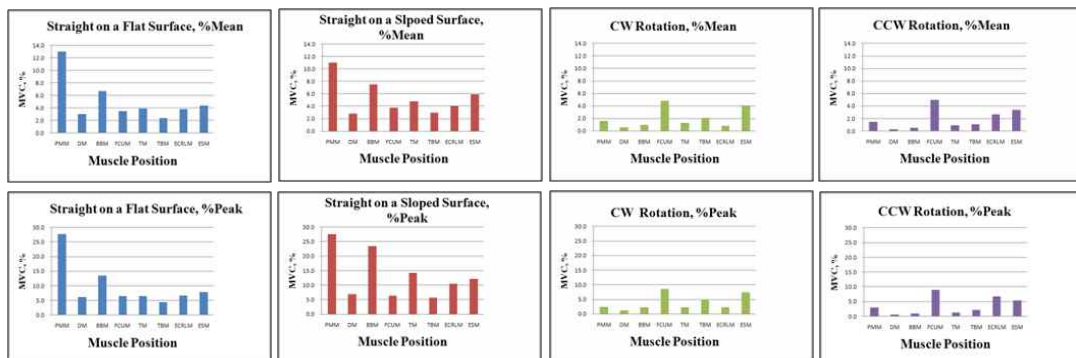 Straight on a Flat Surface, %Mean
14.0
12.0
10.0
8.0
6.0
4.0
2.0
0.0
MVC, %
PMM DM BBM FCUM TM TBM ECRLM ESM
Muscle Position
Straight on a Slpoed Surface,
%Mean
14.0
12.0
10.0
8.0
6.0
4.0
2.0
0.0
MVC, %
PMM DM BBM FCUM TM TBM ECRLM ESM
Muscle Position
CW Rotation, %Mean
14.0
12.0
10.0
8.0
6.0
4.0
2.0
0.0
MVC, %
PMM DM BBM FCUM TM TBM ECRLM ESM
Muscle Position
CCW Rotation, %Mean
14.0
12.0
10.0
8.0
6.0
4.0
2.0
0.0
MVC, %
PMM DM BBM FCUM TM TBM ECRLM ESM
Muscle Position
Straight on a Flat Surface, %Peak
30.0
25.0
20.0
15.0
10.0
5.0
0.0
MVC, %
PMM DM BBM FCUM TM TBM ECRLM ESM
Muscle Position
Straight on a Sloped Surface,
%Peak
30.0
25.0
20.0
15.0
10.0
5.0
0.0
MVC, %
PMM DM BBM FCUM TM TBM ECRLM ESM
Muscle Position
CW Rotation, %Peak
30.0
25.0
20.0
15.0
10.0
5.0
0.0
MVC, %
PMM DM BBM FCUM TM TBM ECRLM ESM
Muscle Position
CCW Rotation, %Peak
30.0
25.0
20.0
15.0
10.0
5.0
0.0
MVC, %
PMM DM BBM FCUM TM TBM ECRLM ESM
Muscle Position